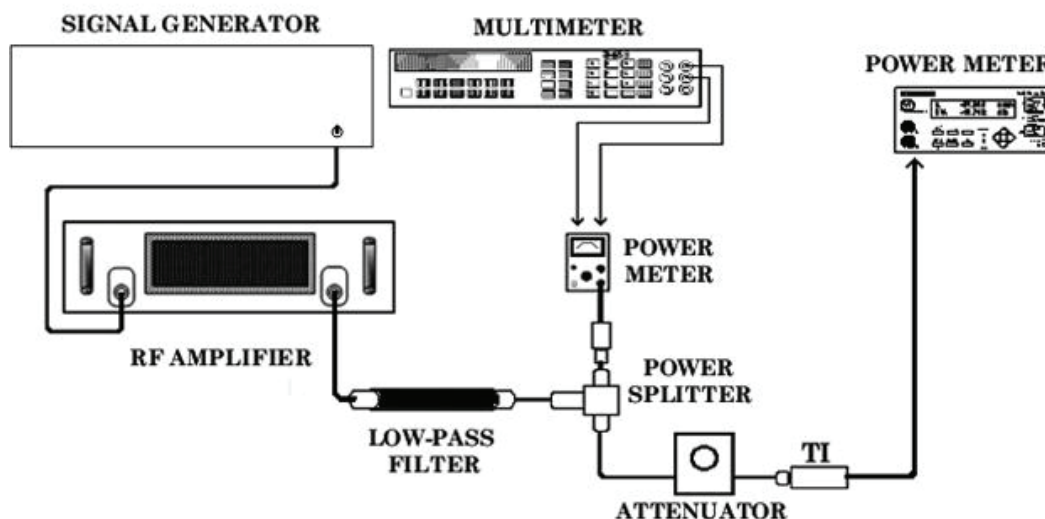 SIGNAL GENERATOR
MULTIMETER
POWER METER
POWER
METER
RF AMPLIFIER
POWER
SPLITTER
LOW-PASS
FILTER
TI
ATTENUATOR